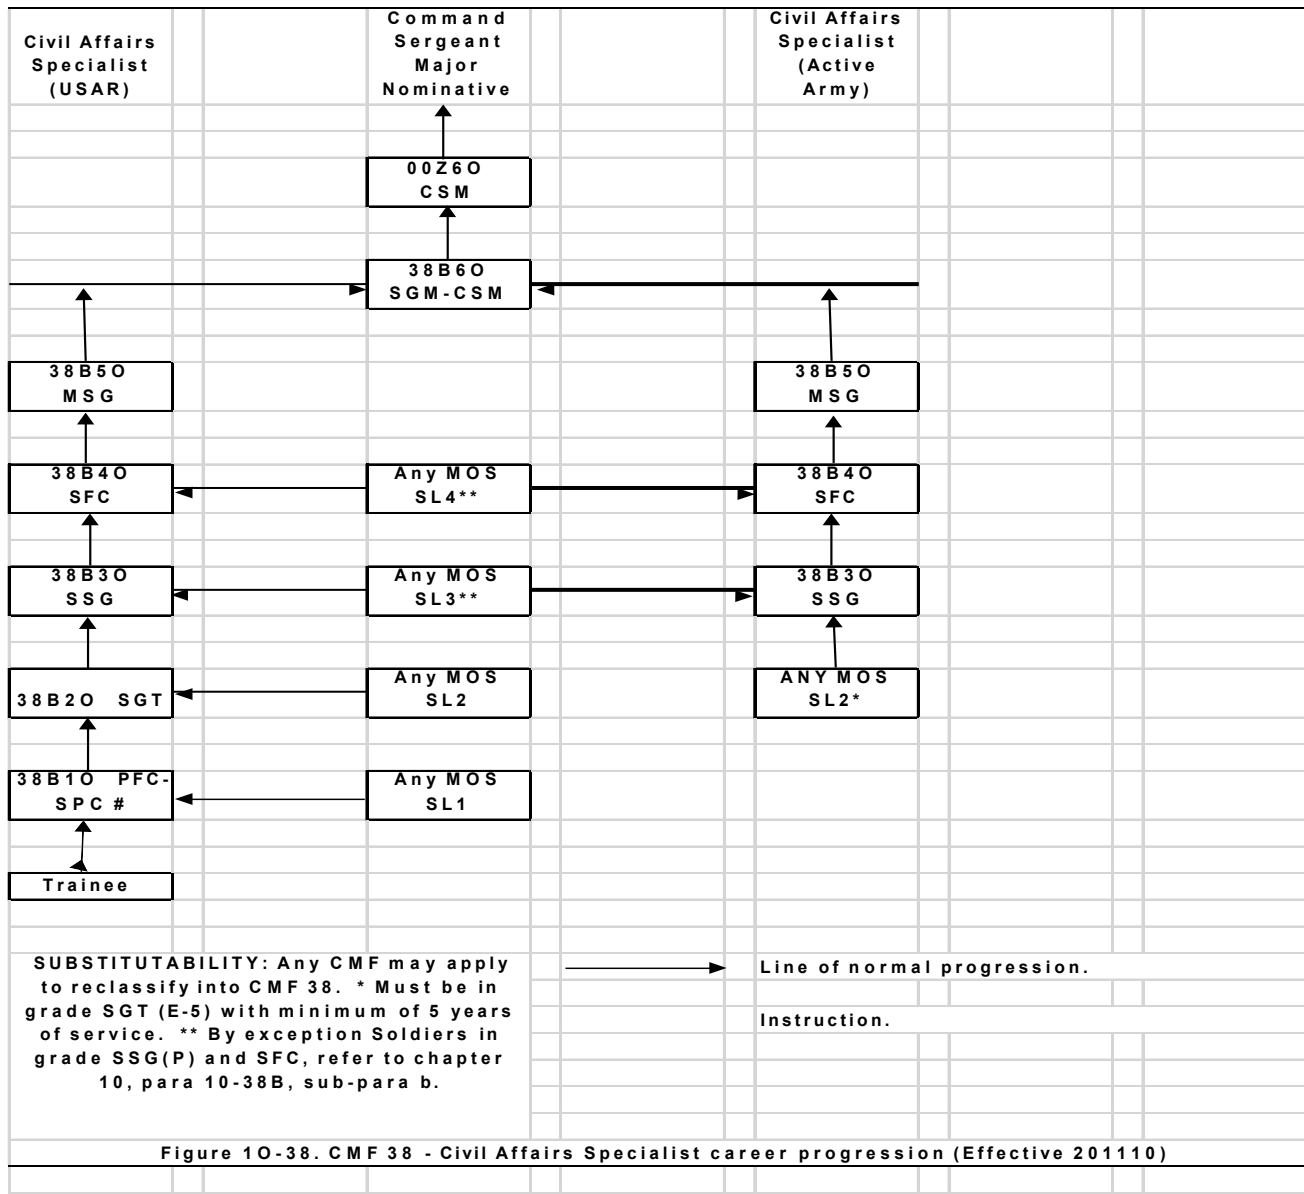 Civil Affairs
Specialist
(USAR)
Command
Sergeant
Major
Nominative
Civil Affairs
Specialist
(Active
Army)
00Z6O
CSM
38B6O
SGM-CSM
38B5O
MSG
38B5O
MSG
38B4O
SFC
Any MOS
SL4**
38B4O
SFC
38B3O
SSG
Any MOS
SL3**
38B3O
SSG
38B2O SGT
Any MOS
SL2
ANY MOS
SL2*
38B1O PFC-
SPC #
Any MOS
SL1
Trainee
SUBSTITUTABILITY: Any CMF may apply
to reclassify into CMF 38. * Must be in
grade SGT (E-5) with minimum of 5 years
of service. ** By exception Soldiers in
grade SSG(P) and SFC, refer to chapter
10, para 10-38B, sub-para b.
Line of normal progression.
Instruction.
Figure 1O-38. CMF 38 - Civil Affairs Specialist career progression (Effective 201110)